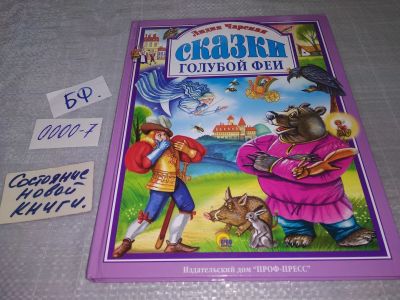 Лидия Чарская
Сказки
ГОЛУБОЙ ФЕИ
БФ.
0000-7
Состояние
новой
книги.
Издательский дом "ПРОФ-ПРЕСС"